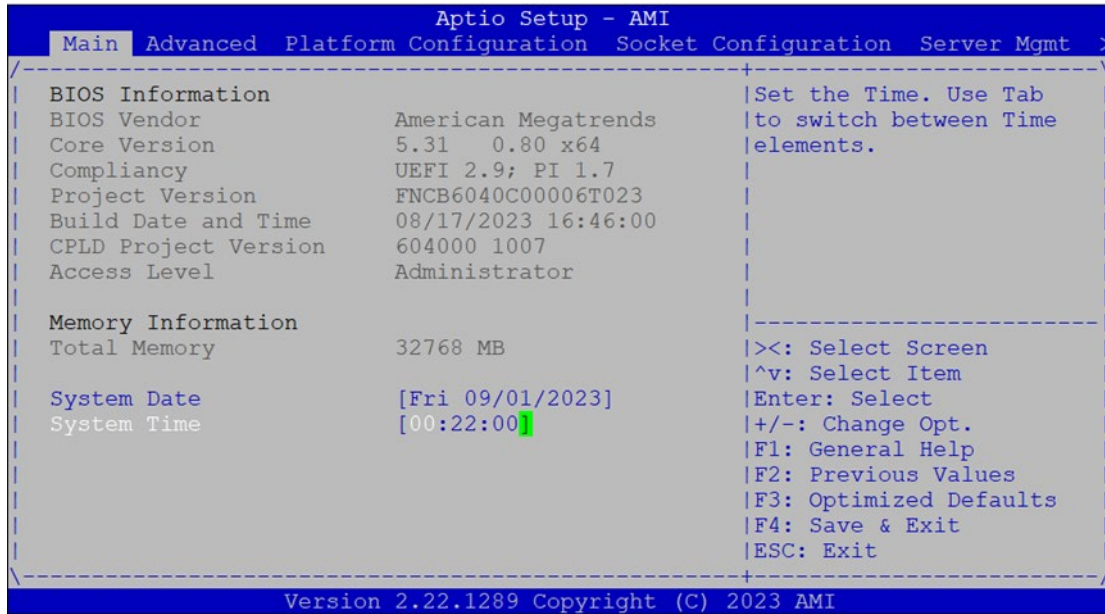 Aptio Setup - AMI
Main Advanced Platform Configuration Socket Configuration Server Mgmt >
BIOS Information
BIOS Vendor American Megatrends
Core Version 5.31 0.80 x64
Compliancy UEFI 2.9; PI 1.7
Project Version FNCB6040C00006T023
Build Date and Time 08/17/2023 16:46:00
CPLD Project Version 604000 1007
Access Level Administrator
Memory Information
Total Memory 32768 MB
System Date [Fri 09/01/2023]
System Time [00:22:00]
Set the Time. Use Tab
to switch between Time
elements.
><: Select Screen
^v: Select Item
Enter: Select
+/-: Change Opt.
F1: General Help
F2: Previous Values
F3: Optimized Defaults
F4: Save & Exit
ESC: Exit
Version 2.22.1289 Copyright (C) 2023 AMI